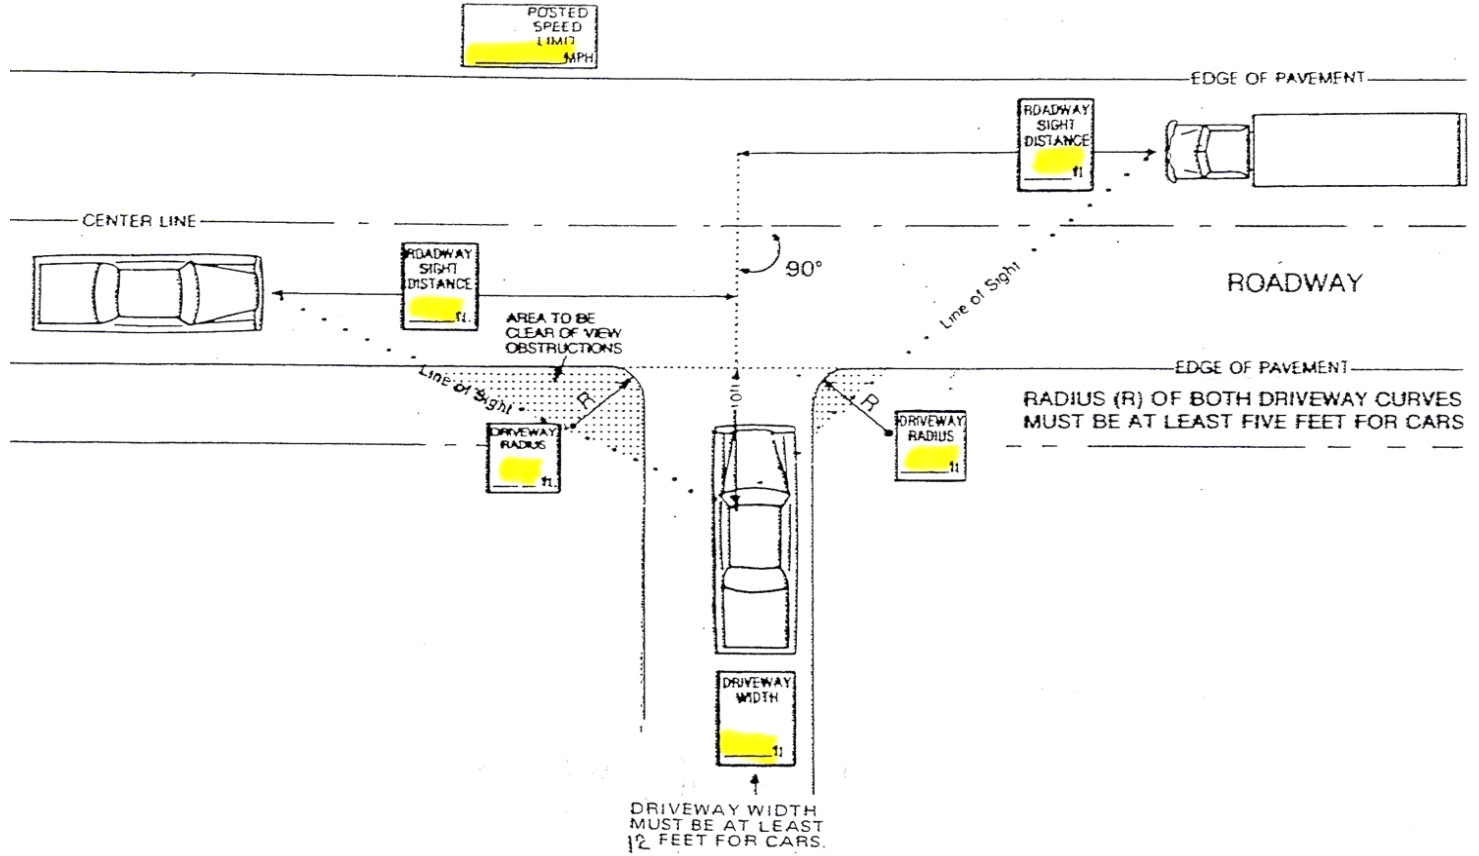 POSTED
SPEED
LIMIT
MPH
EDGE OF PAVEMENT
ROADWAY
SIGHT
DISTANCE
ft
CENTER LINE
ROADWAY
SIGHT
DISTANCE
ft.
90°
ROADWAY
Line of Sight
AREA TO BE
CLEAR OF VIEW
OBSTRUCTIONS
EDGE OF PAVEMENT
Line of Sight
R
10'
R
RADIUS (R) OF BOTH DRIVEWAY CURVES
MUST BE AT LEAST FIVE FEET FOR CARS
DRIVEWAY
RADIUS
ft.
DRIVEWAY
RADIUS
ft
DRIVEWAY
WIDTH
ft
DRIVEWAY WIDTH
MUST BE AT LEAST
12 FEET FOR CARS.